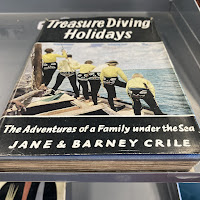 Treasure Diving
Holidays
The Adventures of a Family under the Sea
JANE & BARNEY CRILE